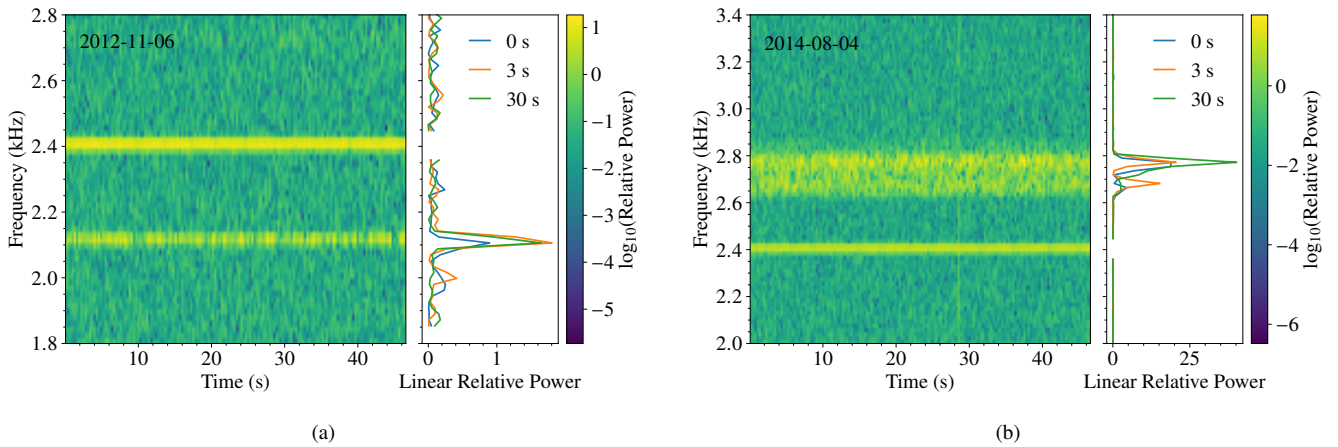 2012-11-06
2.8
2.6
2.4
2.2
2.0
1.8
Frequency (kHz)
10 20 30 40
Time (s)
0 s
3 s
30 s
0 1
Linear Relative Power
1
0
−1
−2
−3
−4
−5
log10(Relative Power)
(a)
2014-08-04
3.4
3.2
3.0
2.8
2.6
2.4
2.2
2.0
Frequency (kHz)
10 20 30 40
Time (s)
0 s
3 s
30 s
0 25
Linear Relative Power
0
−2
−4
−6
log10(Relative Power)
(b)